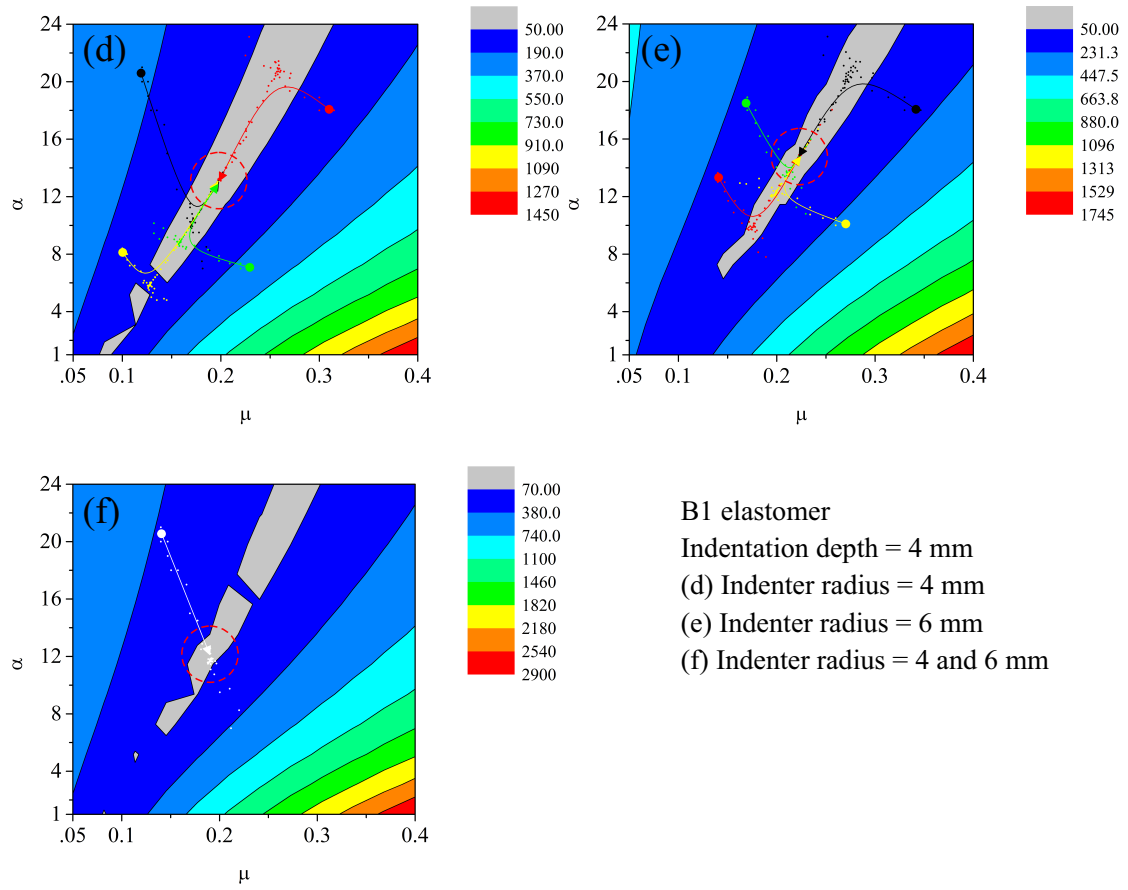 (d)
24
20
16
12
8
4
1
α
.05 0.1 0.2 0.3 0.4
μ
50.00
190.0
370.0
550.0
730.0
910.0
1090
1270
1450
(e)
24
20
16
12
8
4
1
α
.05 0.1 0.2 0.3 0.4
μ
50.00
231.3
447.5
663.8
880.0
1096
1313
1529
1745
(f)
24
20
16
12
8
4
1
α
.05 0.1 0.2 0.3 0.4
μ
70.00
380.0
740.0
1100
1460
1820
2180
2540
2900
B1 elastomer
Indentation depth = 4 mm
(d) Indenter radius = 4 mm
(e) Indenter radius = 6 mm
(f) Indenter radius = 4 and 6 mm